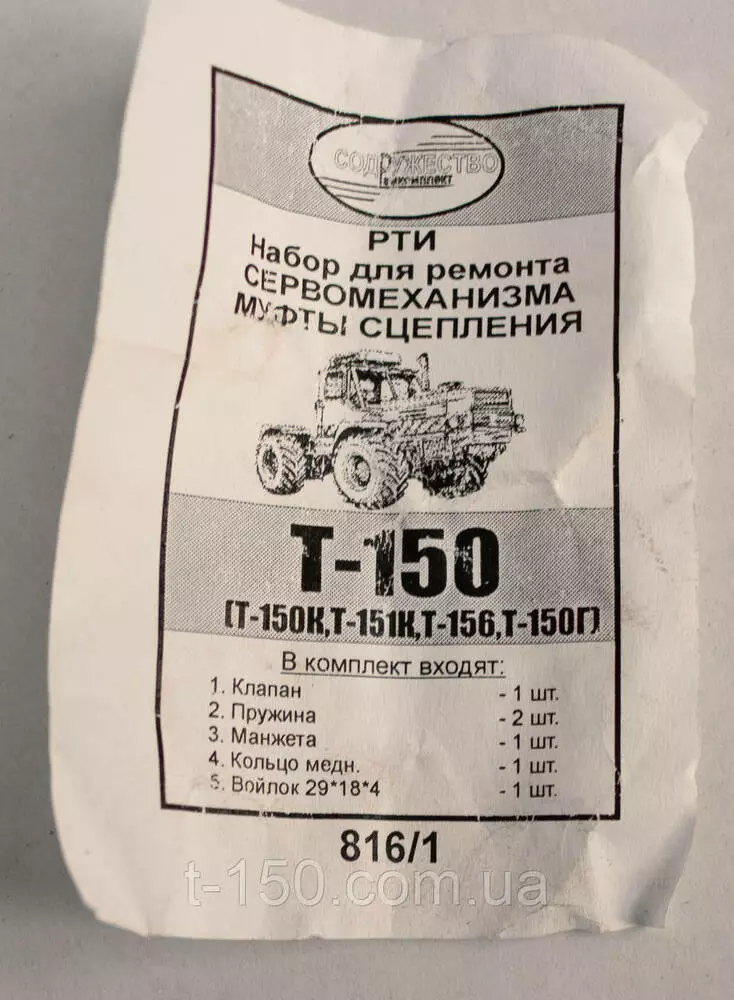 СОДРУЖЕСТВО
РТИ
Набор для ремонта
СЕРВОМЕХАНИЗМА
МУФТЫ СЦЕПЛЕНИЯ
Т-150
(Т-150К,Т-151К,Т-156,Т-150Г)
В комплект входят:
1. Клапан - 1 шт.
2. Пружина - 2 шт.
3. Манжета - 1 шт.
4. Кольцо медн. - 1 шт.
5. Войлок 29*18*4 - 1 шт.
816/1
t-150.com.ua